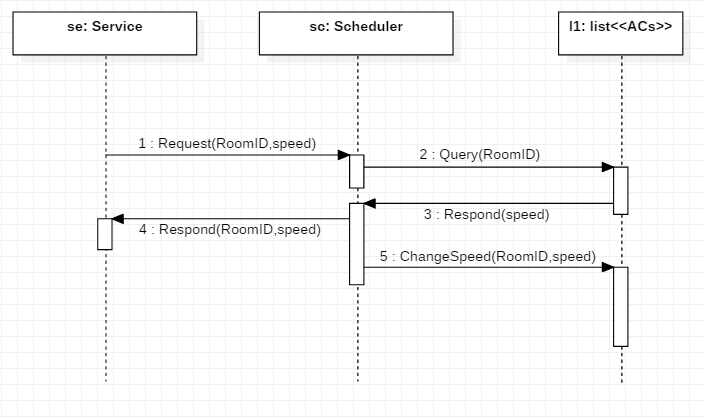 se: Service
sc: Scheduler
l1: list<<ACs>>
1 : Request(RoomID,speed)
2 : Query(RoomID)
3 : Respond(speed)
4 : Respond(RoomID,speed)
5 : ChangeSpeed(RoomID,speed)